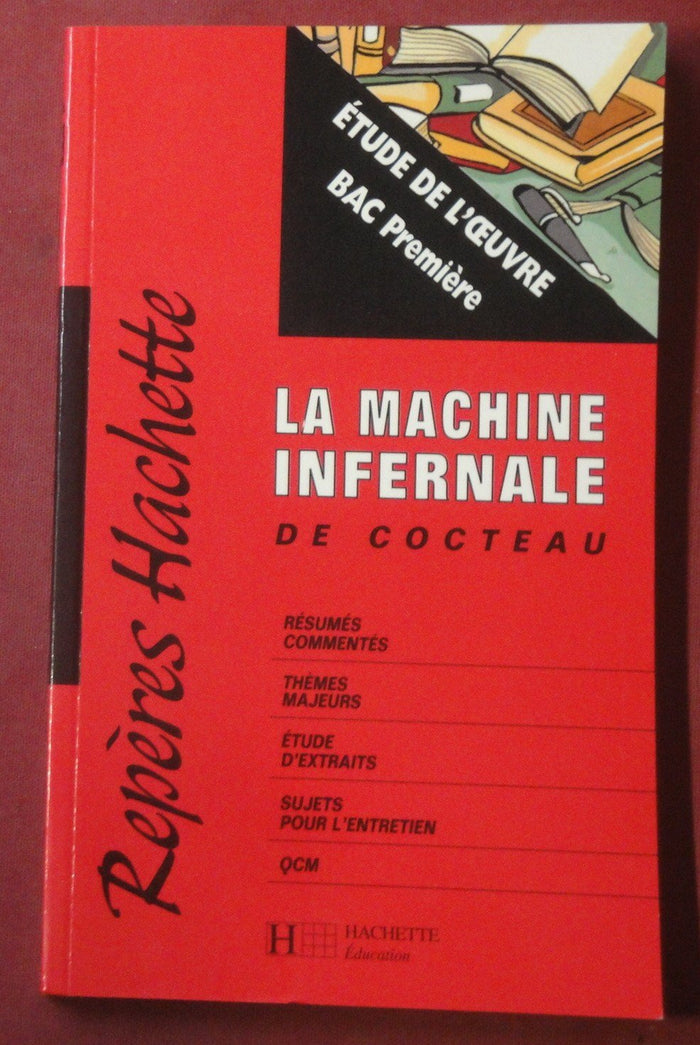 ÉTUDE DE L'ŒUVRE
BAC Première
Repères Hachette
LA MACHINE
INFERNALE
DE COCTEAU
RÉSUMÉS
COMMENTÉS
THÈMES
MAJEURS
ÉTUDE
D'EXTRAITS
SUJETS
POUR L'ENTRETIEN
QCM
H HACHETTE
Éducation